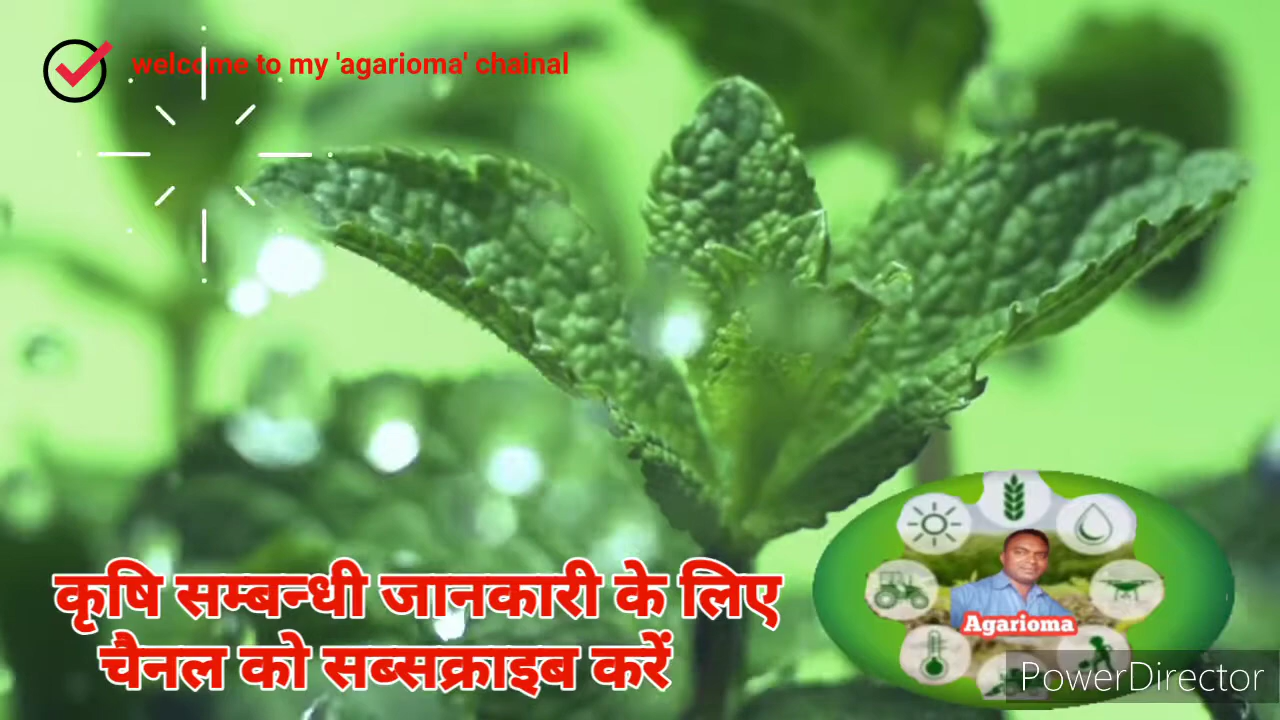 welcome to my 'agarioma' chainal
कृषि सम्बन्धी जानकारी के लिए
चैनल को सब्सक्राइब करें
Agarioma
PowerDirector